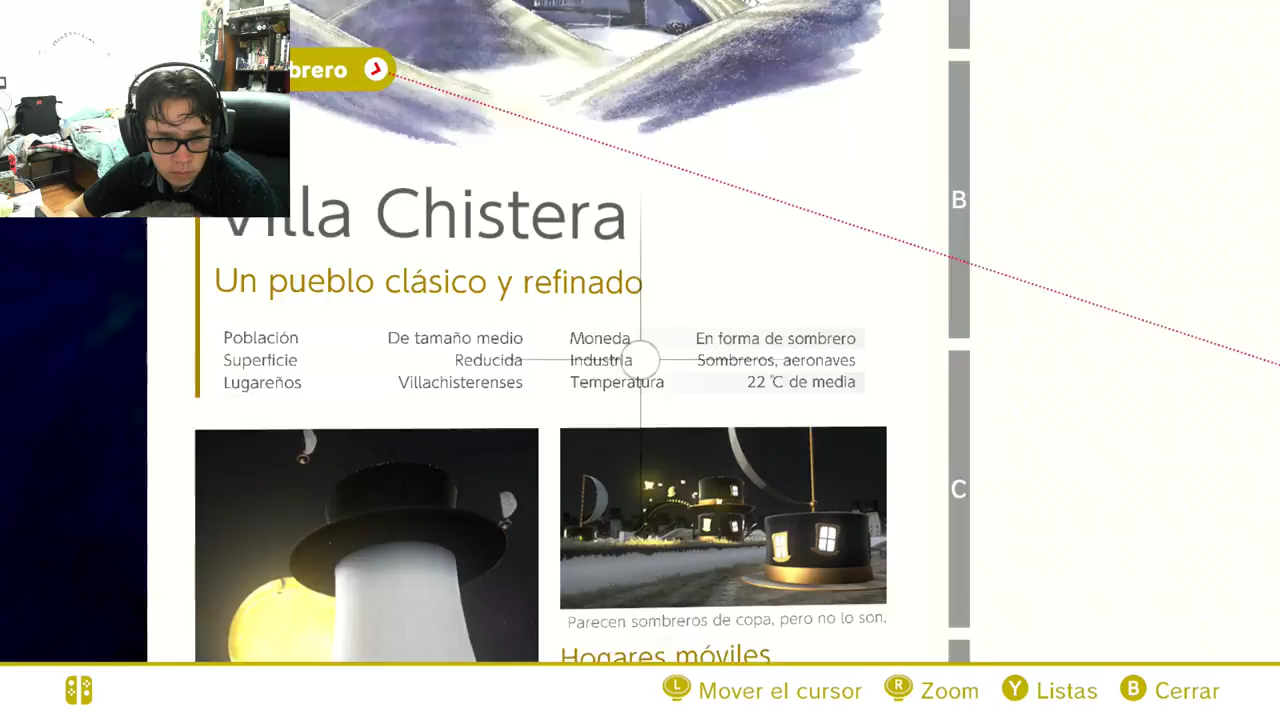 brero
Villa Chistera
Un pueblo clásico y refinado
Población De tamaño medio Moneda En forma de sombrero
Superficie Reducida Industria Sombreros, aeronaves
Lugareños Villachisterenses Temperatura 22 °C de media
B
C
Parecen sombreros de copa, pero no lo son.
Hogares móviles
L Mover el cursor R Zoom Y Listas B Cerrar